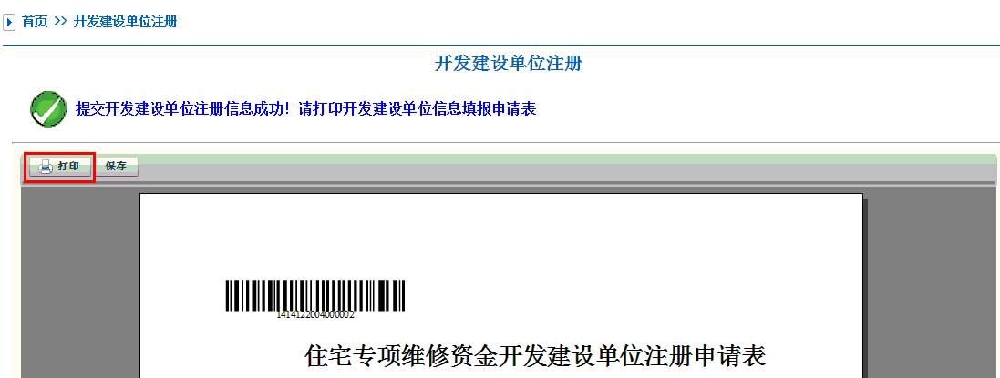 首页 >> 开发建设单位注册
开发建设单位注册
提交开发建设单位注册信息成功！请打印开发建设单位信息填报申请表
打印 保存
1414122004000002
住宅专项维修资金开发建设单位注册申请表